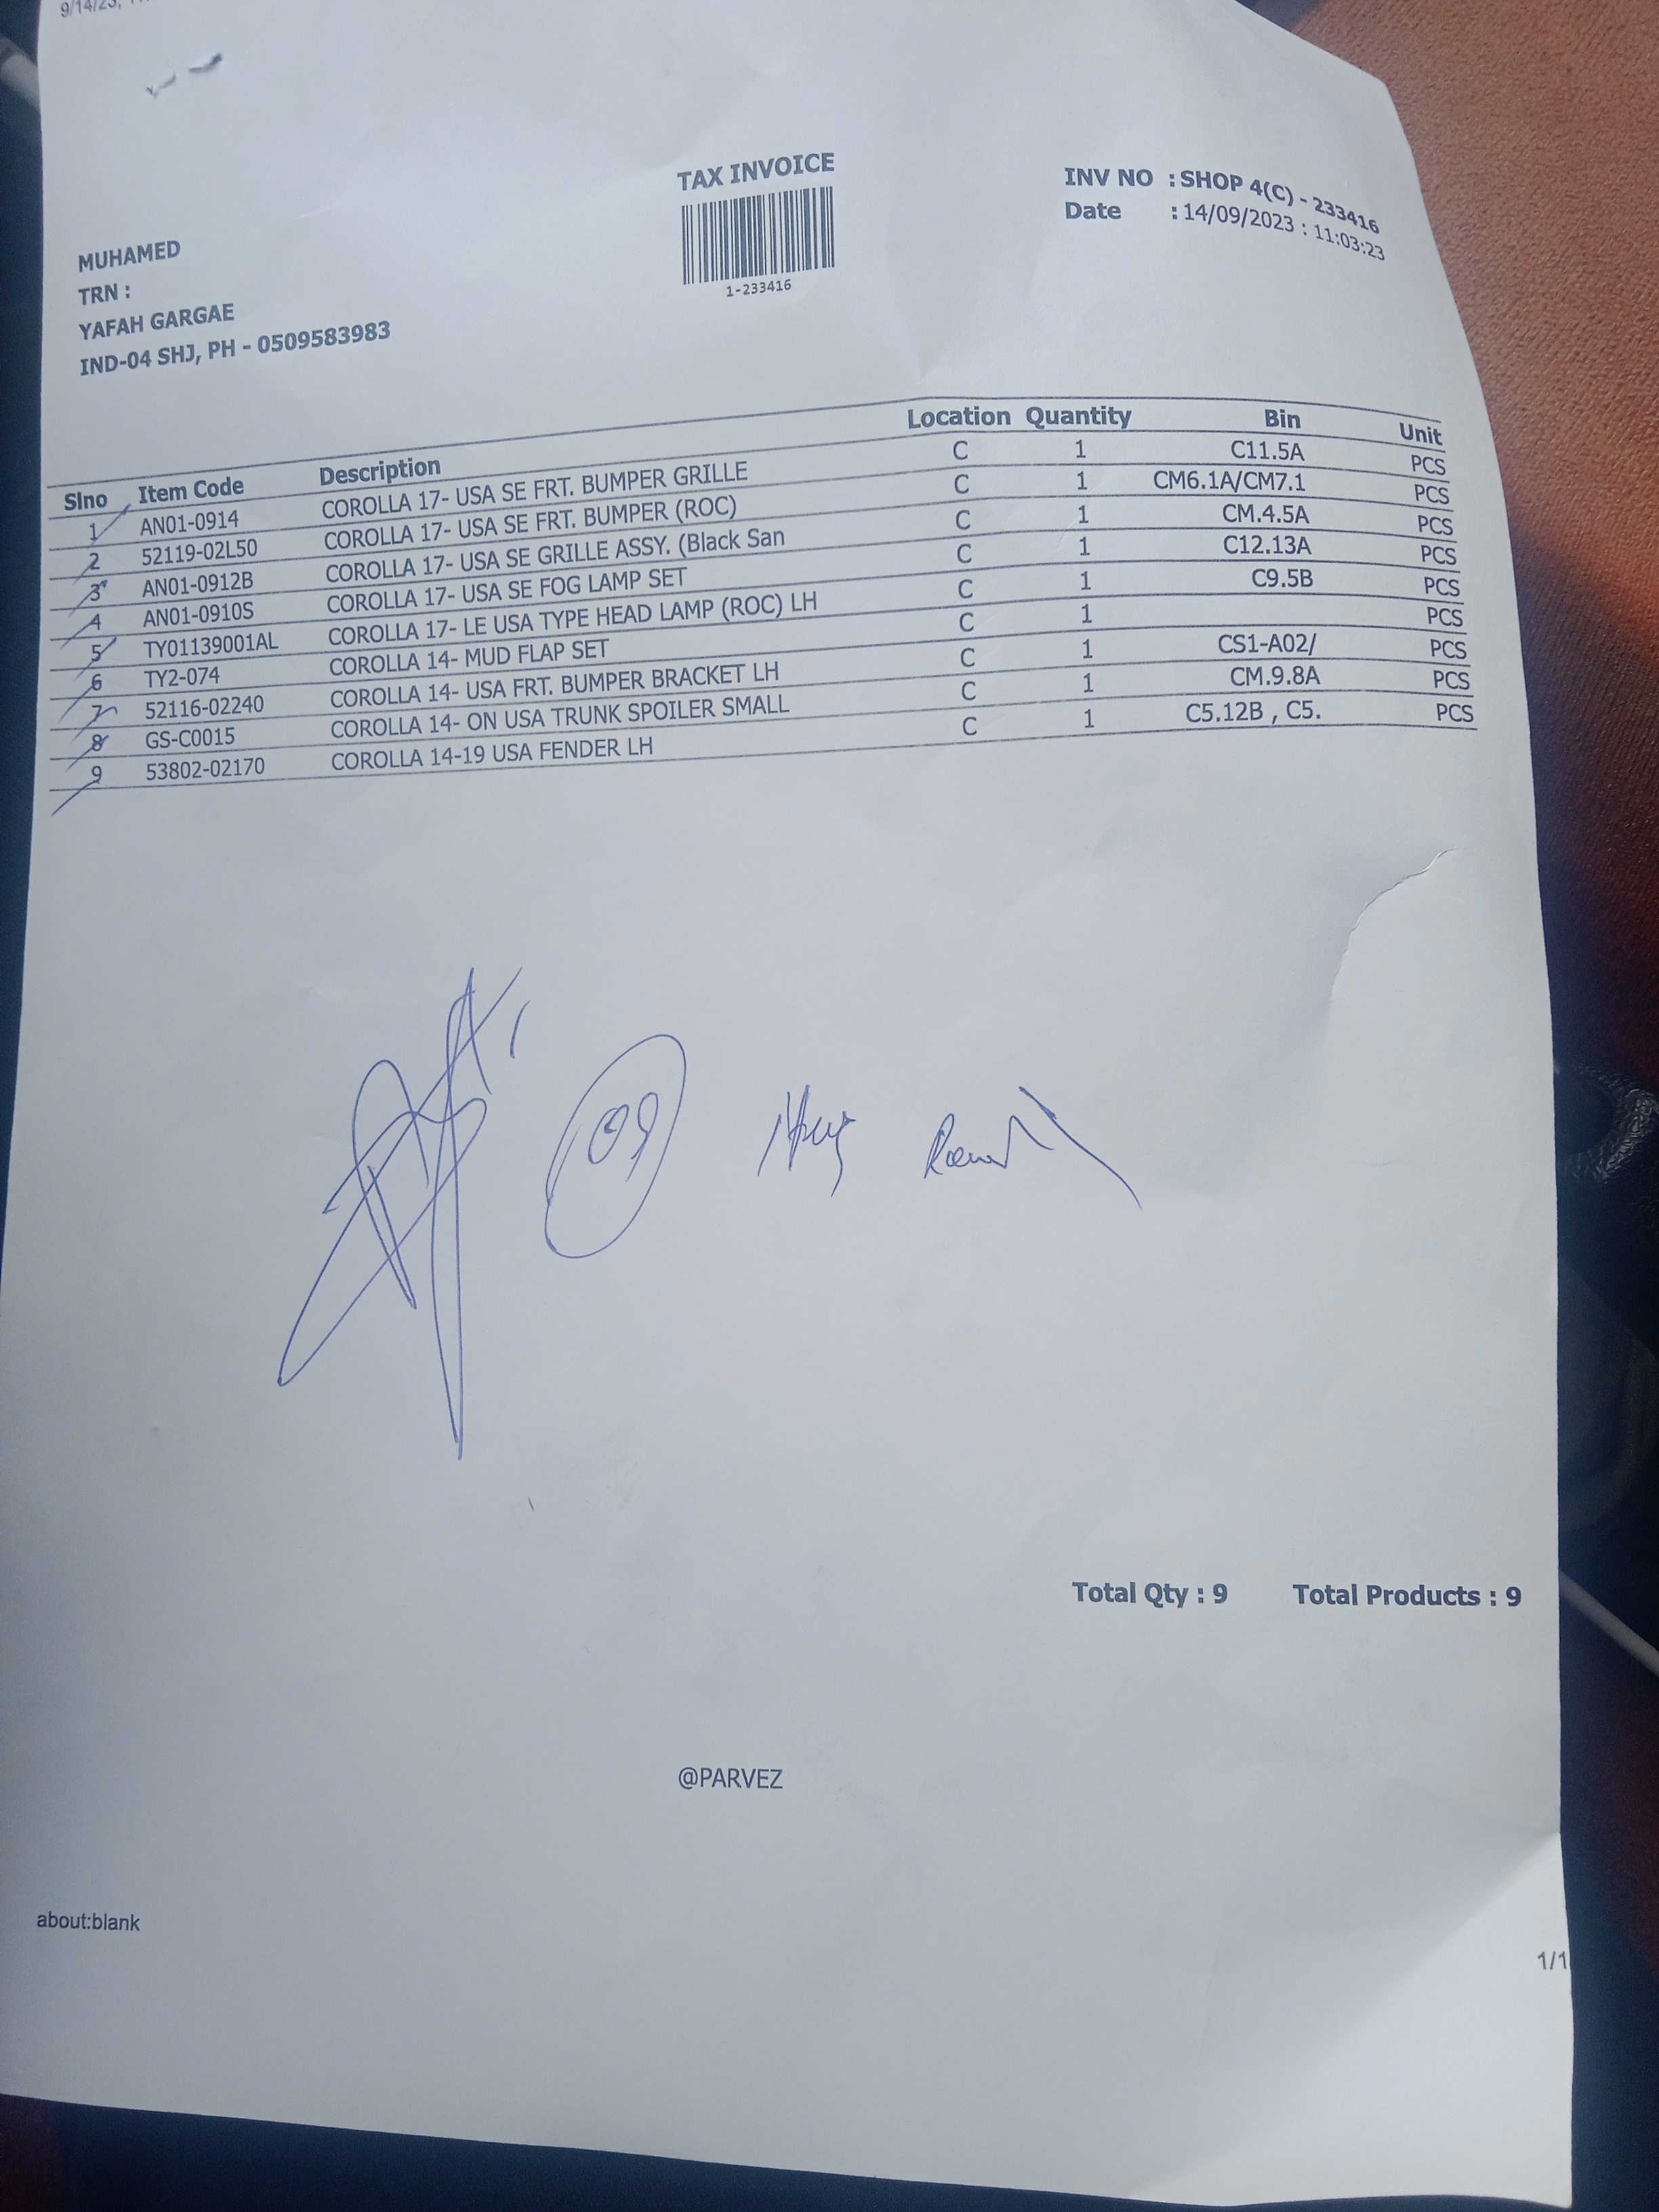 9/14/23,
TAX INVOICE
1-233416
INV NO : SHOP 4(C) - 233416
Date : 14/09/2023 : 11:03:23
MUHAMED
TRN :
YAFAH GARGAE
IND-04 SHJ, PH - 0509583983
Slno Item Code Description Location Quantity Bin Unit
1 AN01-0914 COROLLA 17- USA SE FRT. BUMPER GRILLE C 1 C11.5A PCS
2 52119-02L50 COROLLA 17- USA SE FRT. BUMPER (ROC) C 1 CM6.1A/CM7.1 PCS
3 AN01-0912B COROLLA 17- USA SE GRILLE ASSY. (Black San C 1 CM.4.5A PCS
4 AN01-0910S COROLLA 17- USA SE FOG LAMP SET C 1 C12.13A PCS
5 TY01139001AL COROLLA 17- LE USA TYPE HEAD LAMP (ROC) LH C 1 C9.5B PCS
6 TY2-074 COROLLA 14- MUD FLAP SET C 1 PCS
7 52116-02240 COROLLA 14- USA FRT. BUMPER BRACKET LH C 1 CS1-A02/ PCS
8 GS-C0015 COROLLA 14- ON USA TRUNK SPOILER SMALL C 1 CM.9.8A PCS
9 53802-02170 COROLLA 14-19 USA FENDER LH C 1 C5.12B , C5. PCS
09
Total Qty : 9 Total Products : 9
@PARVEZ
about:blank
1/1